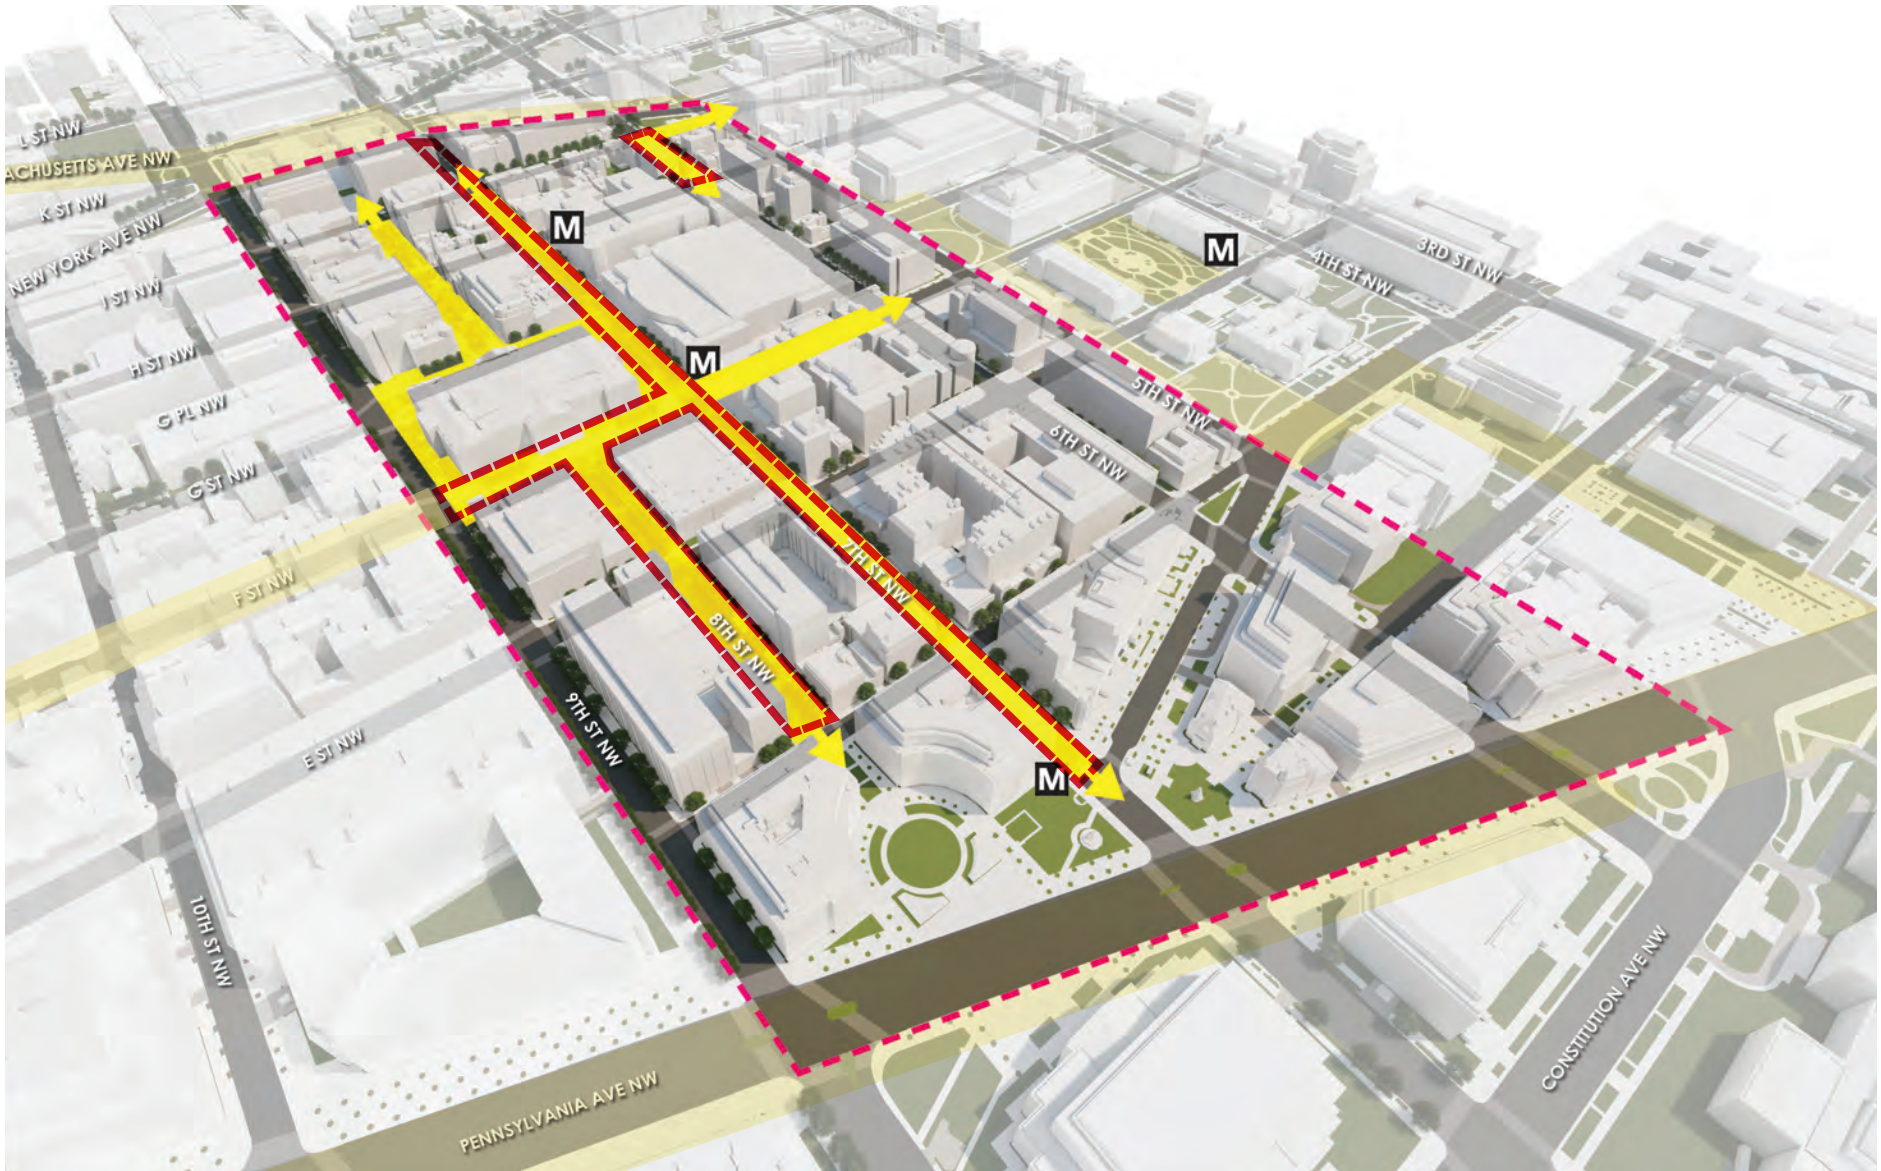 L ST NW
ACHUSETTS AVE NW
K ST NW
NEW YORK AVE NW
I ST NW
H ST NW
G PL NW
G ST NW
F ST NW
E ST NW
10TH ST NW
9TH ST NW
8TH ST NW
7TH ST NW
6TH ST NW
5TH ST NW
4TH ST NW
3RD ST NW
M
M
M
M
PENNSYLVANIA AVE NW
CONSTITUTION AVE NW